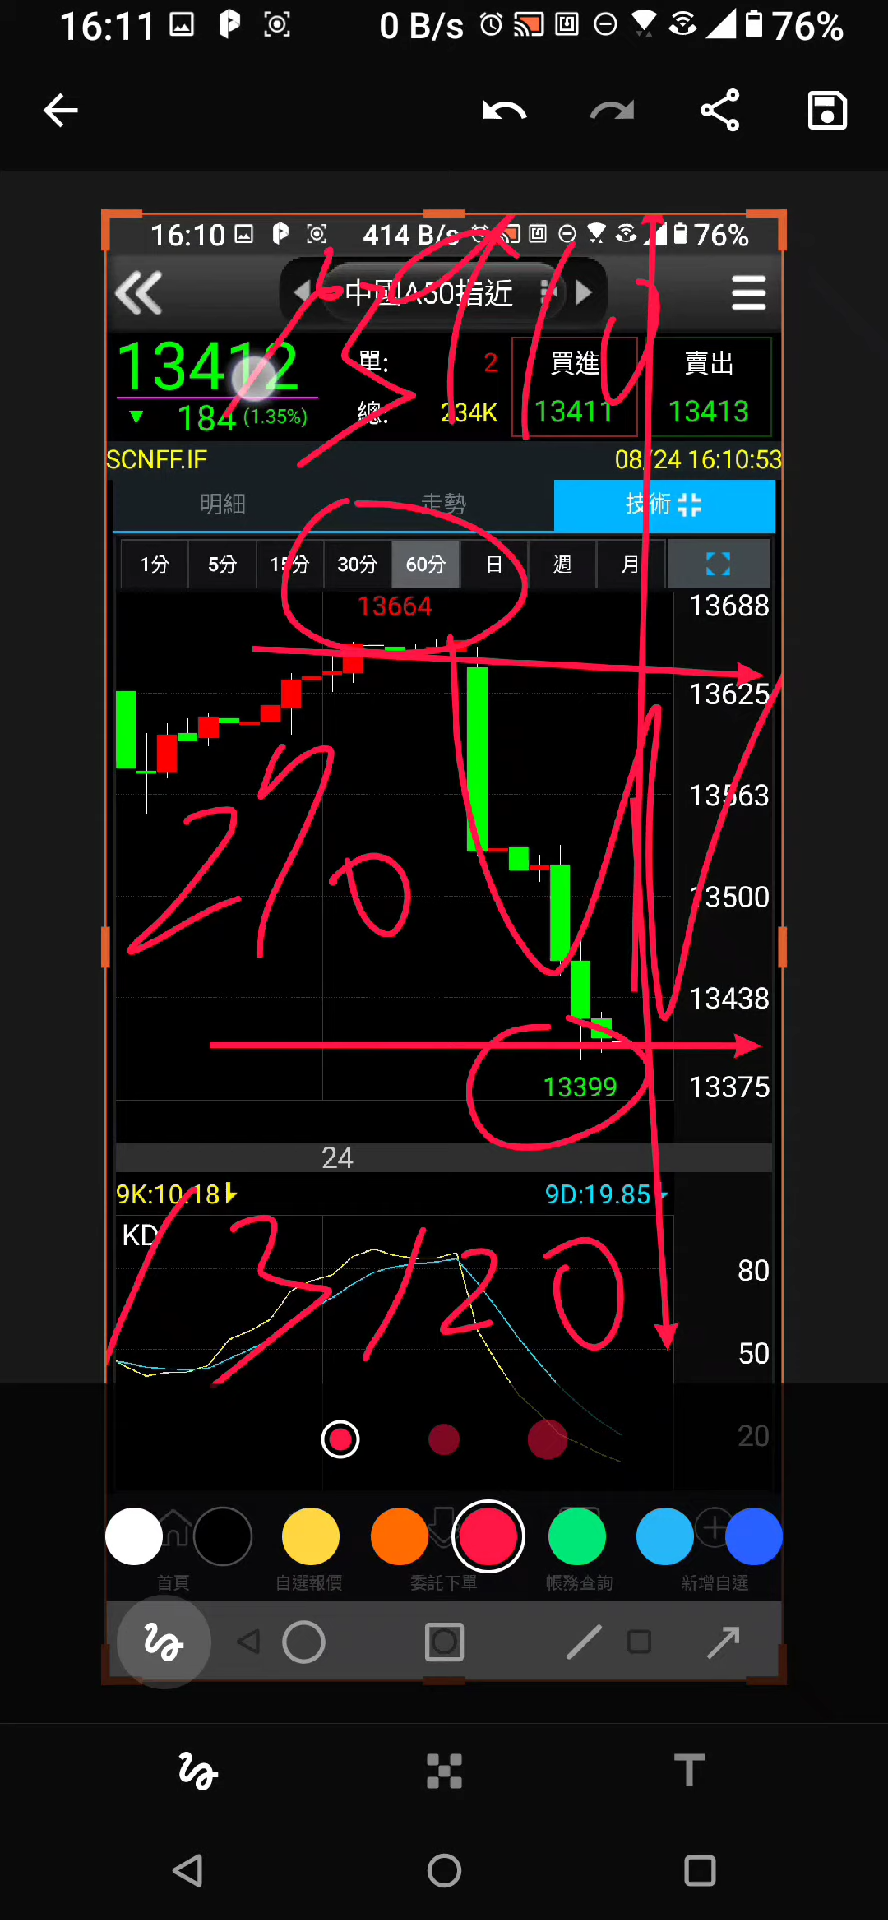 16:11 0 B/s 76%
16:10 414 B/s 76%
中國A50指近
13412 單: 2 買進 賣出
▼ 184 (1.35%) 總: 234K 13411 13413
SCNFF.IF 08/24 16:10:53
明細 走勢 技術
1分 5分 15分 30分 60分 日 週 月
13664 13688
13625
13563
270
13500
13438
13399 13375
24
9K:10.18 9D:19.85
KD
13120
80
50
20
首頁 自選報價 委託下單 帳務查詢 新增自選
T